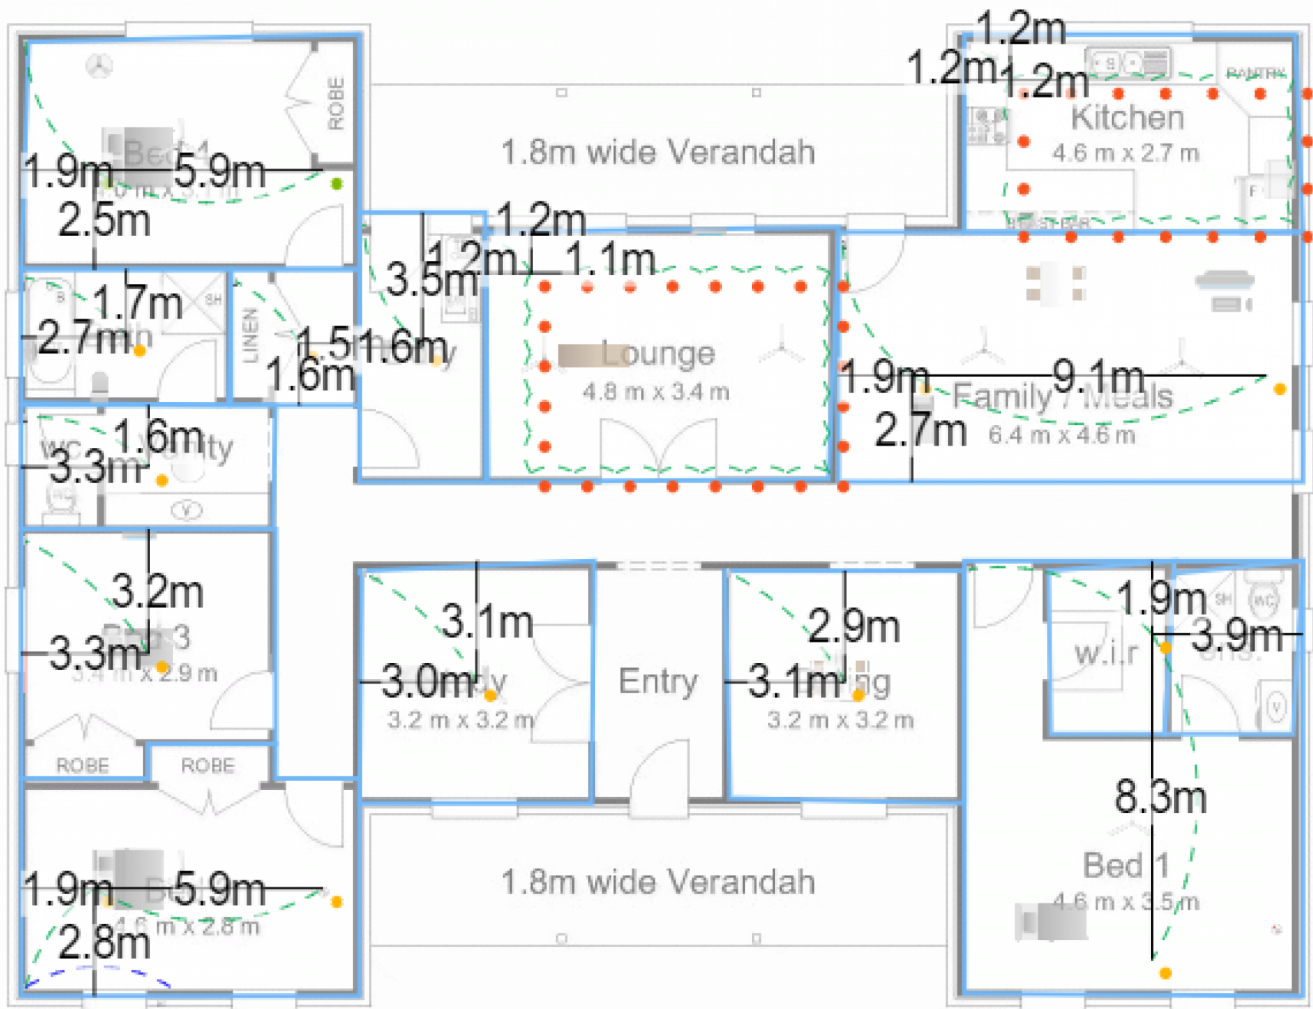 1.2m
1.2m
1.2m
PANTRY
Kitchen
4.6 m x 2.7 m
S
F
ROBE
1.8m wide Verandah
1.9m
5.9m
2.5m
1.2m
1.2m
1.1m
3.5m
1.7m
B
SH
2.7m
LINEN
1.5
1.6m
1.6m
Lounge
4.8 m x 3.4 m
1.9m
9.1m
Family / Meals
2.7m
6.4 m x 4.6 m
1.6m
3.3m
V
3.2m
3.3m
3
3.4 m x 2.9 m
ROBE
ROBE
3.1m
3.0m
3.2 m x 3.2 m
Entry
2.9m
3.1m
3.2 m x 3.2 m
1.9m
SH
WC
3.9m
w.i.r
V
8.3m
Bed 1
4.6 m x 3.5 m
1.9m
5.9m
4.6 m x 2.8 m
2.8m
1.8m wide Verandah